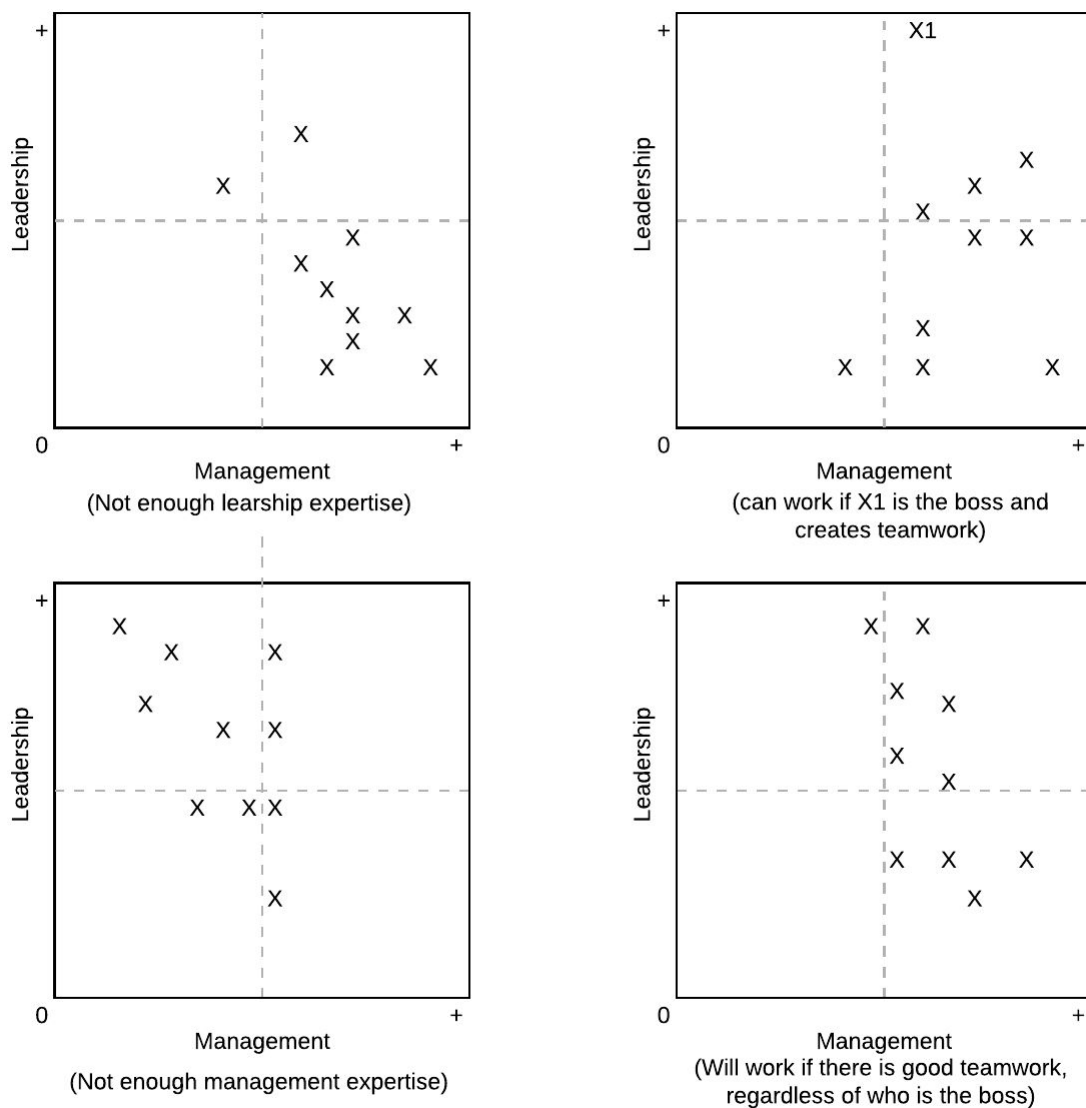 +
Leadership
X
X
X
X
X
X
X
X
X
X
0
+
Management
(Not enough learship expertise)
+
Leadership
X1
X
X
X
X
X
X
X
X
X
0
+
Management
(can work if X1 is the boss and
creates teamwork)
+
Leadership
X
X
X
X
X
X
X
X
X
X
0
+
Management
(Not enough management expertise)
+
Leadership
X
X
X
X
X
X
X
X
X
X
0
+
Management
(Will work if there is good teamwork,
regardless of who is the boss)